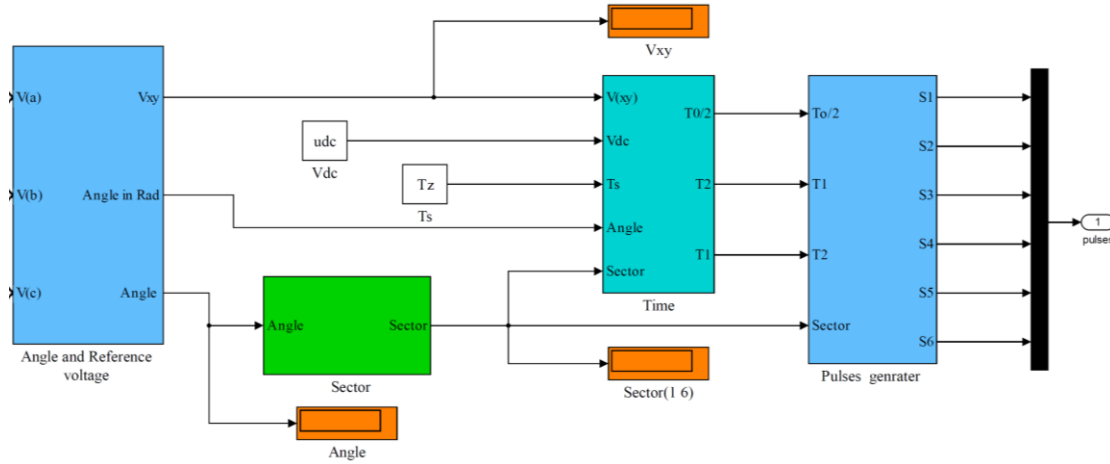 Vxy
V(a)
Vxy
V(b)
Angle in Rad
V(c)
Angle
Angle and Reference
voltage
udc
Vdc
Tz
Ts
Angle
Sector
Sector
Angle
V(xy)
Vdc
Ts
Angle
Sector
T0/2
T2
T1
Time
Sector(1 6)
To/2
T1
T2
Sector
S1
S2
S3
S4
S5
S6
Pulses genrater
1
pulses